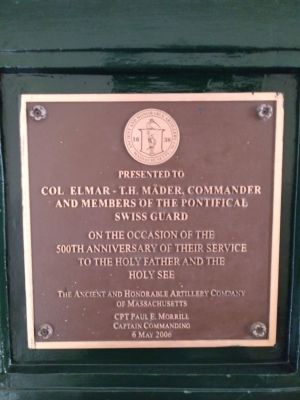 16 38
PRESENTED TO
COL ELMAR - T.H. MÄDER, COMMANDER
AND MEMBERS OF THE PONTIFICAL
SWISS GUARD
ON THE OCCASION OF THE
500TH ANNIVERSARY OF THEIR SERVICE
TO THE HOLY FATHER AND THE
HOLY SEE
THE ANCIENT AND HONORABLE ARTILLERY COMPANY
OF MASSACHUSETTS
CPT PAUL E. MORRILL
CAPTAIN COMMANDING
6 MAY 2006